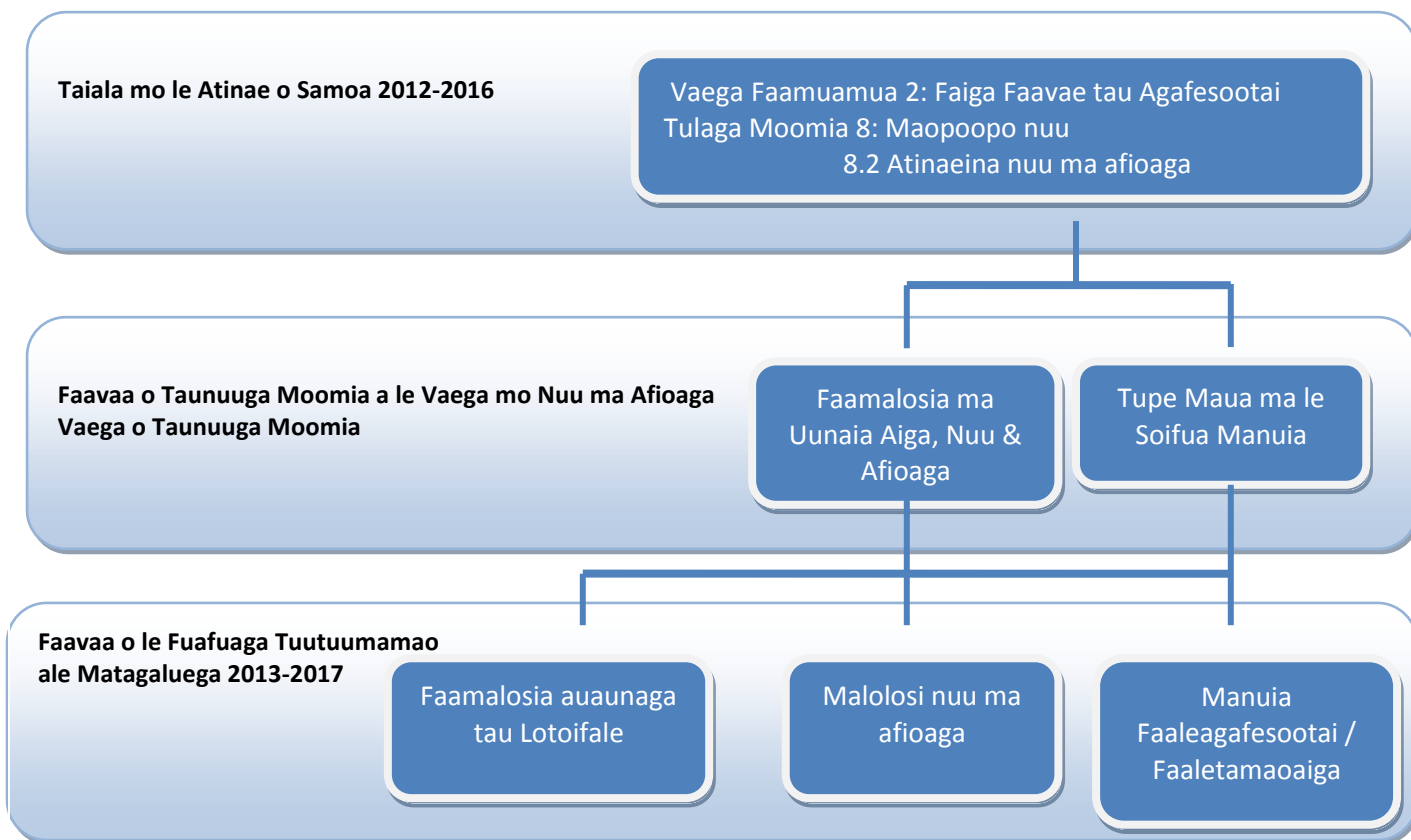 Taiala mo le Atinae o Samoa 2012-2016
Vaega Faamuamua 2: Faiga Faavae tau Agafesootai
Tulaga Moomia 8: Maopoopo nuu
8.2 Atinaeina nuu ma afioaga
Faavaa o Taunuuga Moomia a le Vaega mo Nuu ma Afioaga
Vaega o Taunuuga Moomia
Faamalosia ma
Uunaia Aiga, Nuu &
Afioaga
Tupe Maua ma le
Soifua Manuia
Faavaa o le Fuafuaga Tuutuumamao
ale Matagaluega 2013-2017
Faamalosia auaunaga
tau Lotoifale
Malolosi nuu ma
afioaga
Manuia
Faaleagafesootai /
Faaletamaoaiga